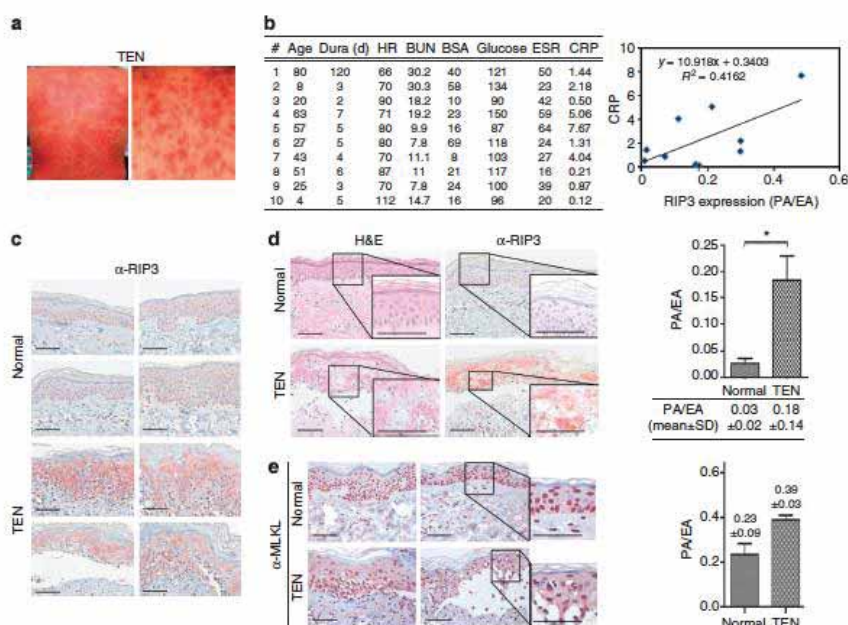 a
TEN
b
# Age Dura (d) HR BUN BSA Glucose ESR CRP
1 80 120 66 30.2 40 121 50 1.44
2 8 3 70 30.3 58 134 23 2.18
3 20 2 90 18.2 10 90 42 0.50
4 63 7 71 19.2 23 150 59 5.06
5 57 5 80 9.9 16 87 64 7.67
6 27 5 80 7.8 69 118 24 1.31
7 43 4 70 11.1 8 103 27 4.04
8 51 6 87 11 21 117 16 0.21
9 25 3 70 7.8 24 100 39 0.87
10 4 5 112 14.7 16 96 20 0.12
CRP
10
8
6
4
2
0
y = 10.918x + 0.3403
R² = 0.4162
0 0.2 0.4 0.6
RIP3 expression (PA/EA)
c
α-RIP3
Normal
TEN
d
H&E α-RIP3
Normal
TEN
PA/EA
0.25
0.20
0.15
0.10
0.05
0.00
*
Normal TEN
PA/EA 0.03 0.18
(mean±SD) ±0.02 ±0.14
e
α-MLKL
Normal
TEN
PA/EA
0.6
0.4
0.2
0.0
0.23
±0.09
0.39
±0.03
Normal TEN